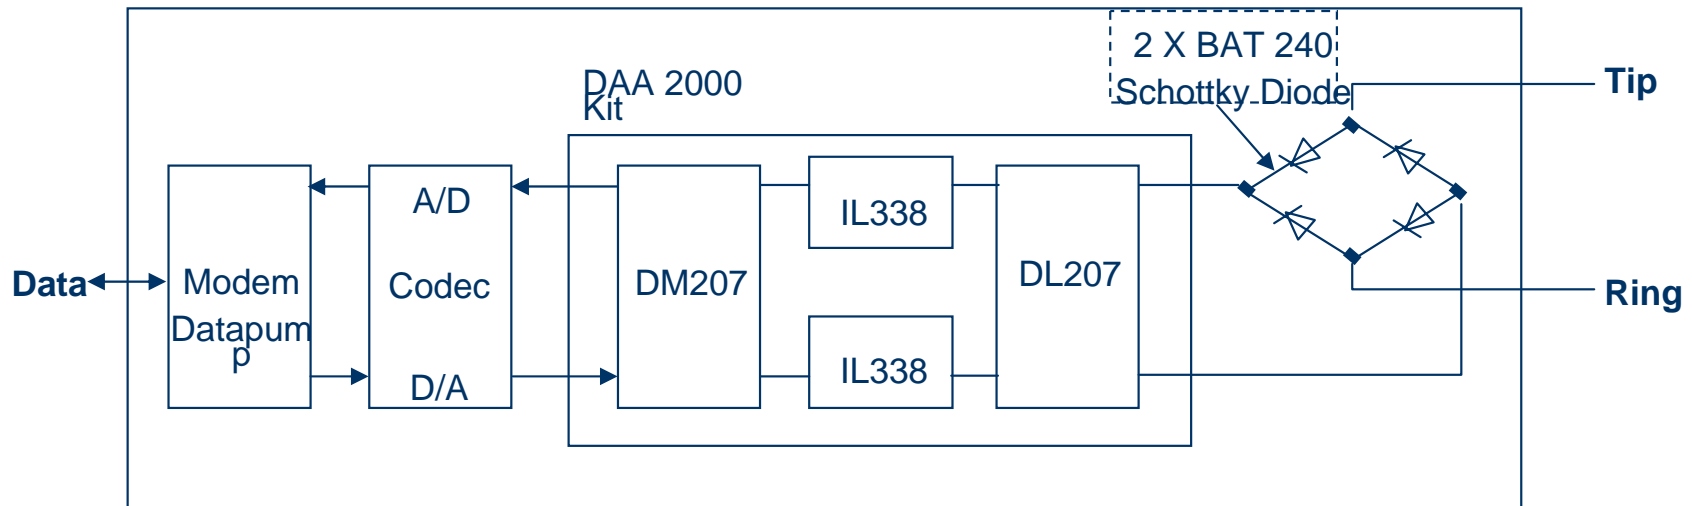 2 X BAT 240
Schottky Diode
DAA 2000
Kit
Tip
A/D
IL338
Data
Modem
Datapum
p
Codec
DM207
DL207
Ring
D/A
IL338